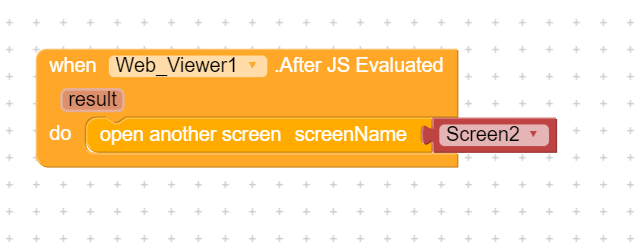 when Web_Viewer1 .After JS Evaluated
result
do open another screen screenName Screen2